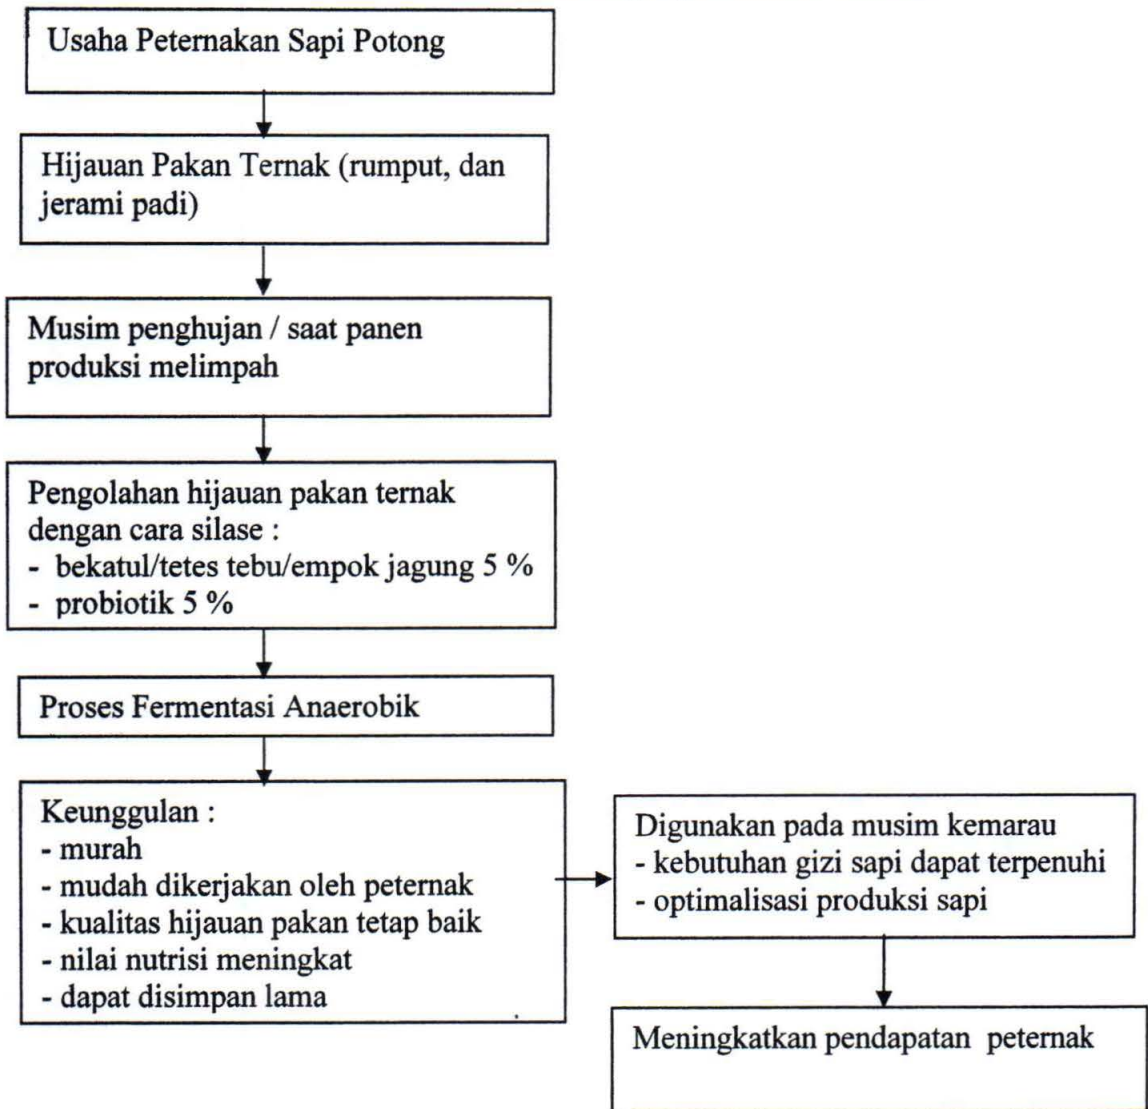 Usaha Peternakan Sapi Potong
Hijauan Pakan Ternak (rumput, dan
jerami padi)
Musim penghujan / saat panen
produksi melimpah
Pengolahan hijauan pakan ternak
dengan cara silase :
- bekatul/tetes tebu/empok jagung 5 %
- probiotik 5 %
Proses Fermentasi Anaerobik
Keunggulan :
- murah
- mudah dikerjakan oleh peternak
- kualitas hijauan pakan tetap baik
- nilai nutrisi meningkat
- dapat disimpan lama
Digunakan pada musim kemarau
- kebutuhan gizi sapi dapat terpenuhi
- optimalisasi produksi sapi
Meningkatkan pendapatan peternak